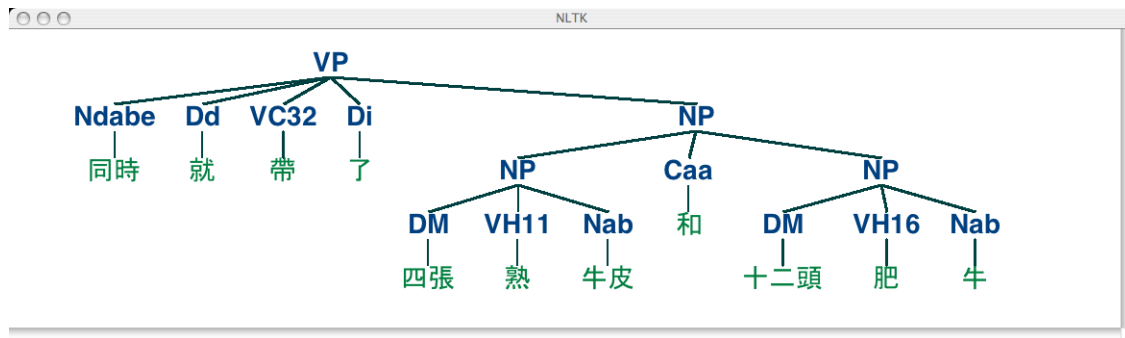 NLTK
VP
Ndabe Dd VC32 Di NP
同時 就 帶 了 NP Caa NP
DM VH11 Nab 和 DM VH16 Nab
四張 熟 牛皮 十二頭 肥 牛